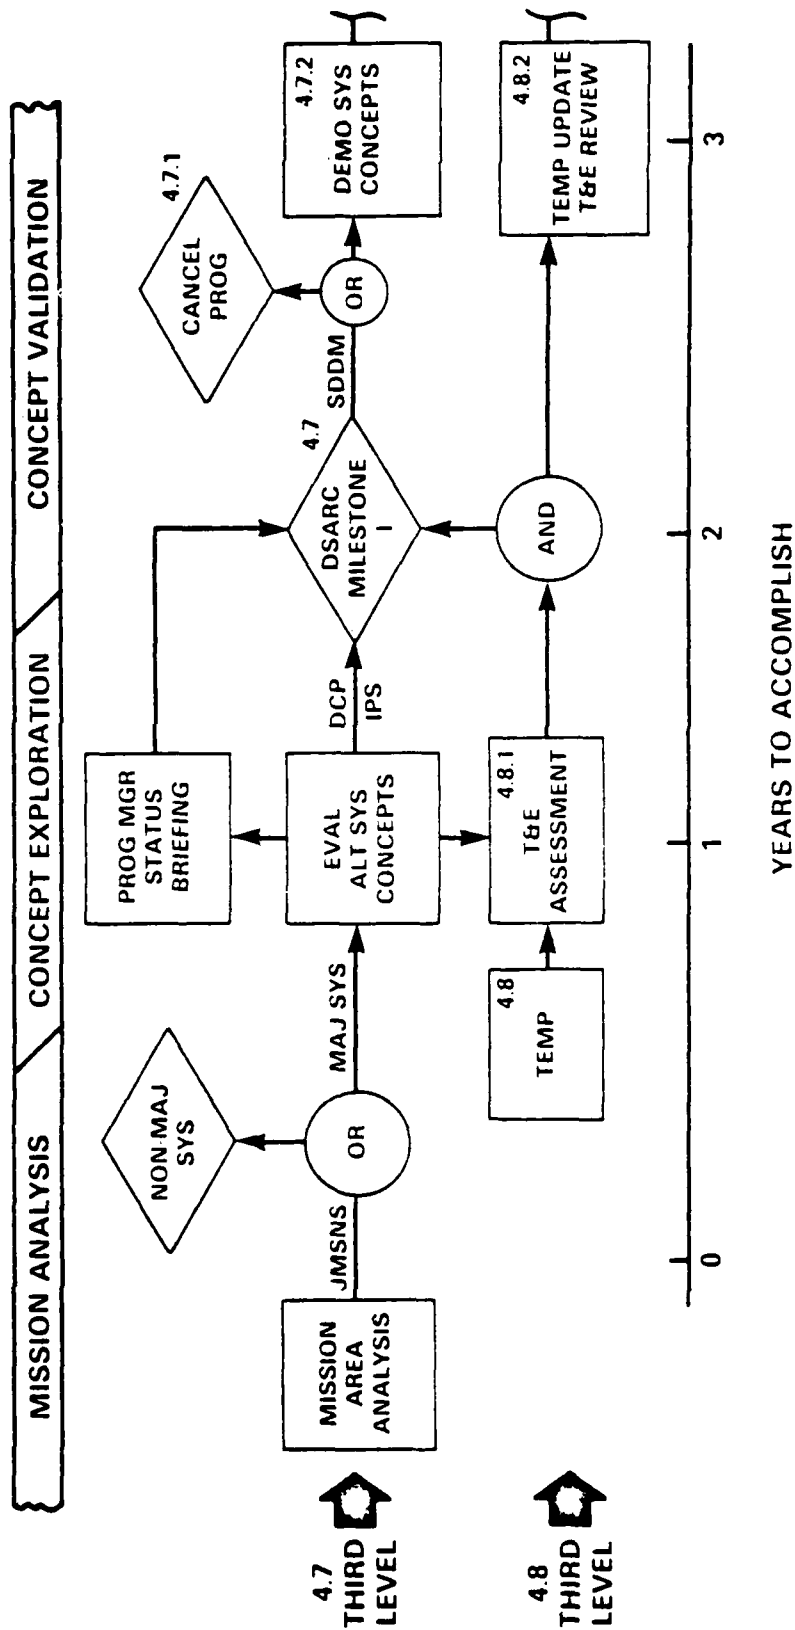 MISSION ANALYSIS
CONCEPT EXPLORATION
CONCEPT VALIDATION
4.7
THIRD
LEVEL
MISSION
AREA
ANALYSIS
JMSNS
OR
NON-MAJ
SYS
MAJ SYS
EVAL
ALT SYS
CONCEPTS
PROG MGR
STATUS
BRIEFING
DCP
IPS
4.7
DSARC
MILESTONE
I
SDDM
OR
4.7.1
CANCEL
PROG
4.7.2
DEMO SYS
CONCEPTS
4.8
THIRD
LEVEL
4.8
TEMP
4.8.1
T&E
ASSESSMENT
AND
4.8.2
TEMP UPDATE
T&E REVIEW
0
1
2
3
YEARS TO ACCOMPLISH